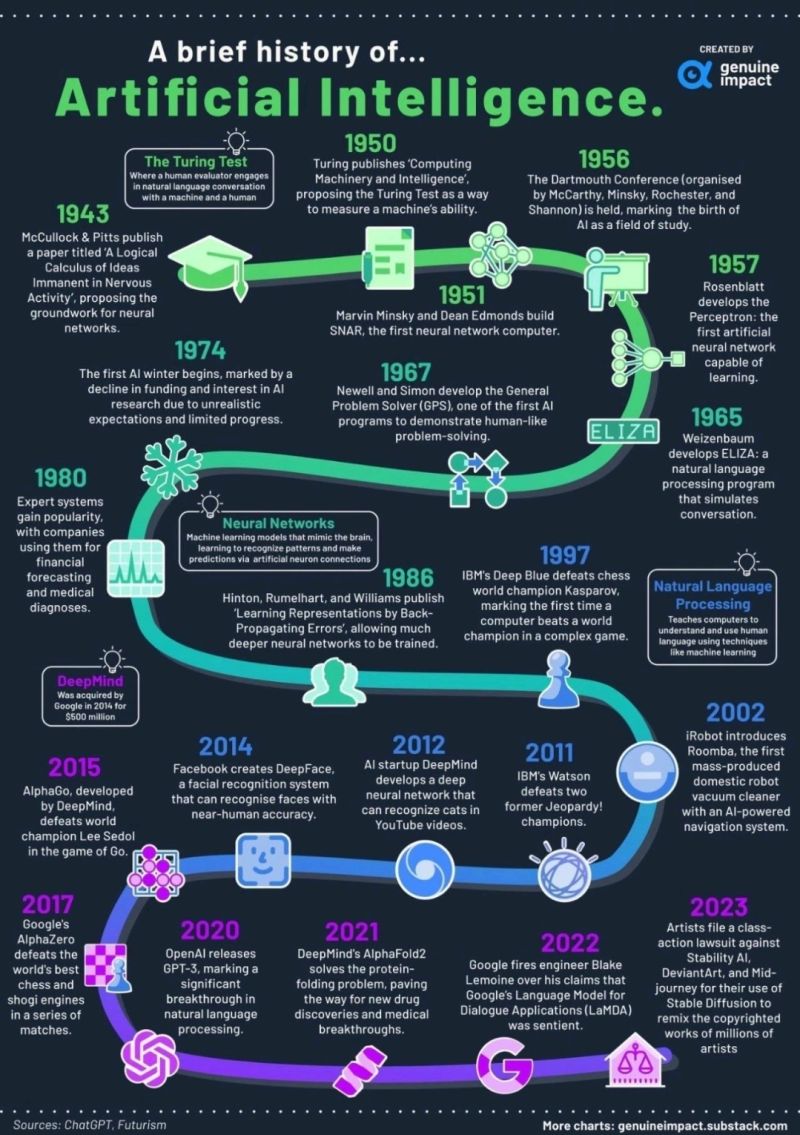 A brief history of...
Artificial Intelligence.
CREATED BY
genuine
impact
The Turing Test
Where a human evaluator engages
in natural language conversation
with a machine and a human
1943
McCullock & Pitts publish
a paper titled 'A Logical
Calculus of Ideas
Immanent in Nervous
Activity', proposing the
groundwork for neural
networks.
1950
Turing publishes 'Computing
Machinery and Intelligence',
proposing the Turing Test as a way
to measure a machine's ability.
1951
Marvin Minsky and Dean Edmonds build
SNAR, the first neural network computer.
1956
The Dartmouth Conference (organised
by McCarthy, Minsky, Rochester, and
Shannon) is held, marking the birth of
AI as a field of study.
1957
Rosenblatt
develops the
Perceptron: the
first artificial
neural network
capable of
learning.
1965
Weizenbaum
develops ELIZA: a
natural language
processing program
that simulates
conversation.
ELIZA
1967
Newell and Simon develop the General
Problem Solver (GPS), one of the first AI
programs to demonstrate human-like
problem-solving.
1974
The first AI winter begins, marked by a
decline in funding and interest in AI
research due to unrealistic
expectations and limited progress.
1980
Expert systems
gain popularity,
with companies
using them for
financial
forecasting
and medical
diagnoses.
Neural Networks
Machine learning models that mimic the brain,
learning to recognize patterns and make
predictions via artificial neuron connections
1986
Hinton, Rumelhart, and Williams publish
'Learning Representations by Back-
Propagating Errors', allowing much
deeper neural networks to be trained.
1997
IBM's Deep Blue defeats chess
world champion Kasparov,
marking the first time a
computer beats a world
champion in a complex game.
Natural Language
Processing
Teaches computers to
understand and use human
language using techniques
like machine learning
2002
iRobot introduces
Roomba, the first
mass-produced
domestic robot
vacuum cleaner
with an AI-powered
navigation system.
2011
IBM's Watson
defeats two
former Jeopardy!
champions.
2012
AI startup DeepMind
develops a deep
neural network that
can recognize cats in
YouTube videos.
2014
Facebook creates DeepFace,
a facial recognition system
that can recognise faces with
near-human accuracy.
DeepMind
Was acquired by
Google in 2014 for
$500 million
2015
AlphaGo, developed
by DeepMind,
defeats world
champion Lee Sedol
in the game of Go.
2017
Google's
AlphaZero
defeats the
world's best
chess and
shogi engines
in a series of
matches.
2020
OpenAI releases
GPT-3, marking a
significant
breakthrough in
natural language
processing.
2021
DeepMind's AlphaFold2
solves the protein-
folding problem, paving
the way for new drug
discoveries and medical
breakthroughs.
2022
Google fires engineer Blake
Lemoine over his claims that
Google's Language Model for
Dialogue Applications (LaMDA)
was sentient.
2023
Artists file a class-
action lawsuit against
Stability AI,
DeviantArt, and Mid-
journey for their use of
Stable Diffusion to
remix the copyrighted
works of millions of
artists
Sources: ChatGPT, Futurism
More charts: genuineimpact.substack.com